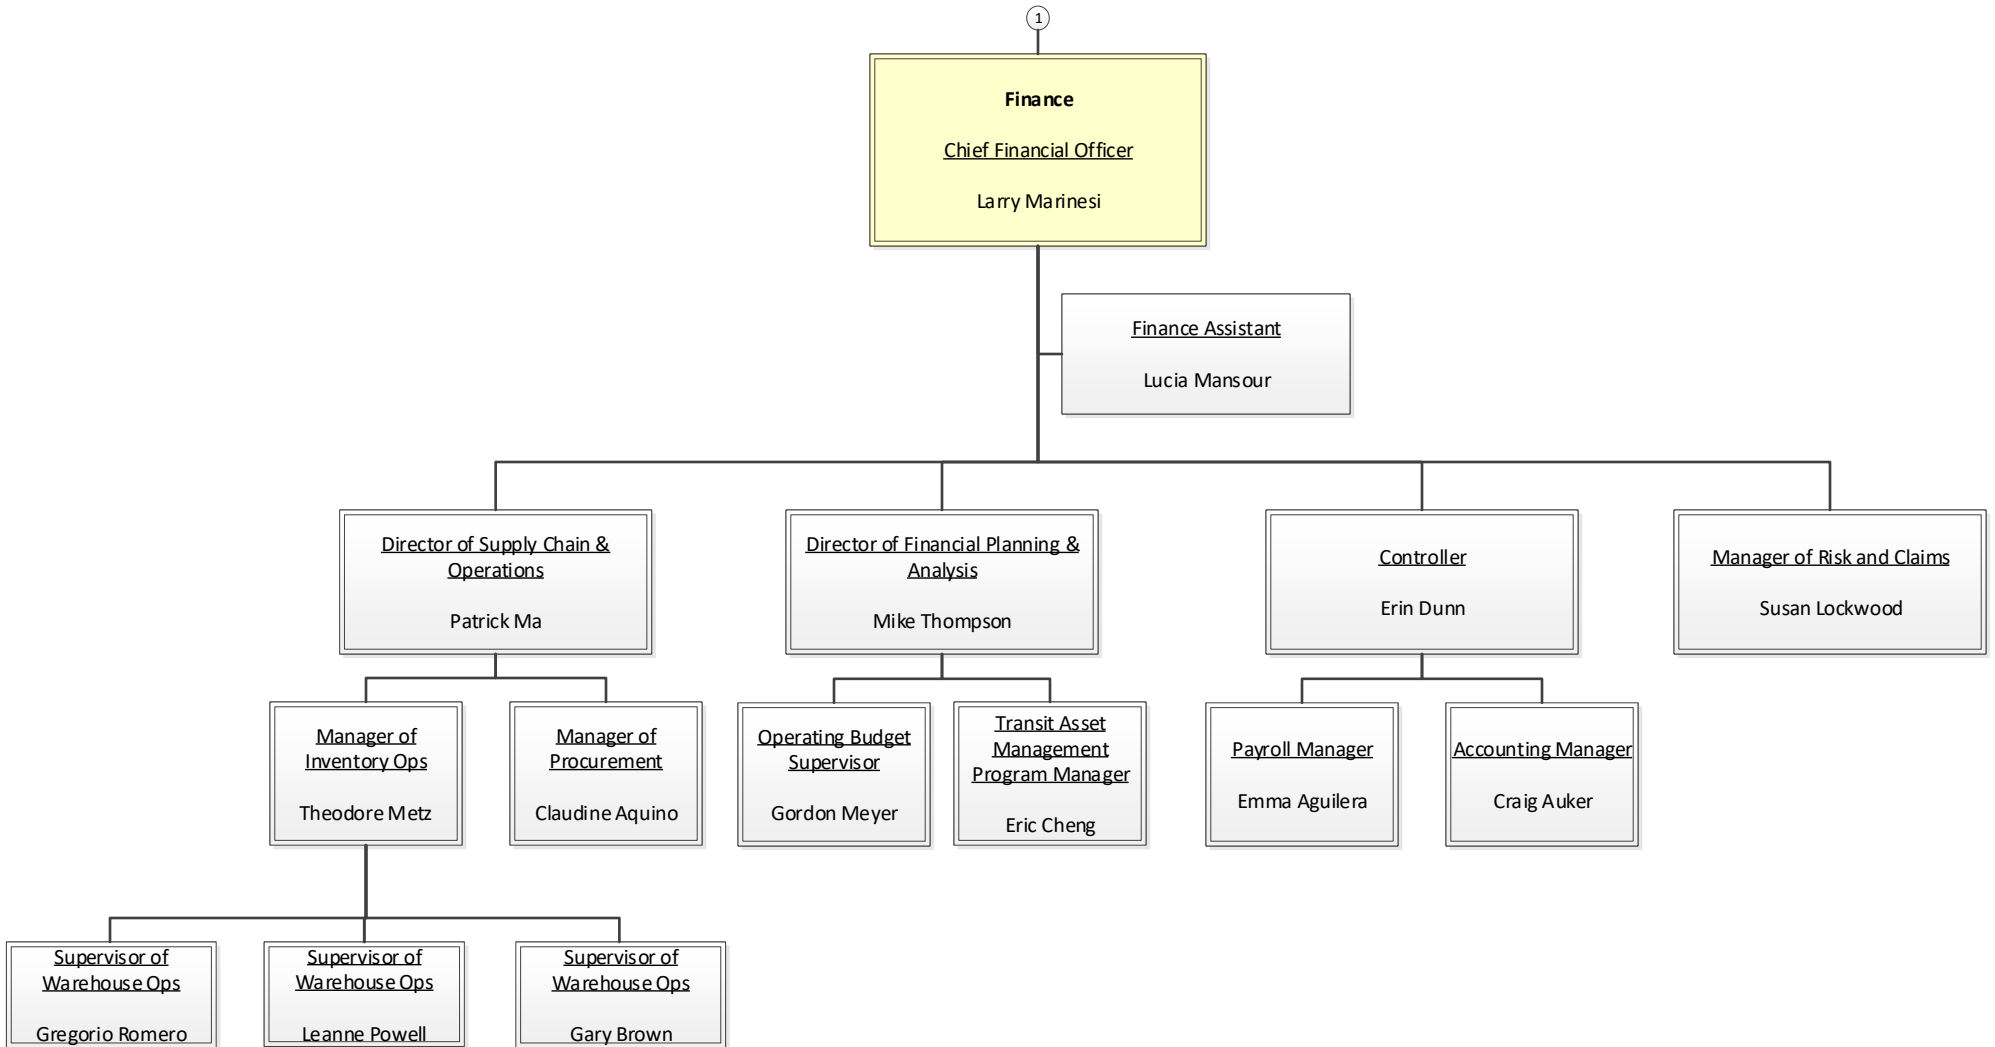 1
Finance
Chief Financial Officer
Larry Marinesi
Finance Assistant
Lucia Mansour
Director of Supply Chain &
Operations
Patrick Ma
Director of Financial Planning &
Analysis
Mike Thompson
Controller
Erin Dunn
Manager of Risk and Claims
Susan Lockwood
Manager of
Inventory Ops
Theodore Metz
Manager of
Procurement
Claudine Aquino
Operating Budget
Supervisor
Gordon Meyer
Transit Asset
Management
Program Manager
Eric Cheng
Payroll Manager
Emma Aguilera
Accounting Manager
Craig Auker
Supervisor of
Warehouse Ops
Gregorio Romero
Supervisor of
Warehouse Ops
Leanne Powell
Supervisor of
Warehouse Ops
Gary Brown